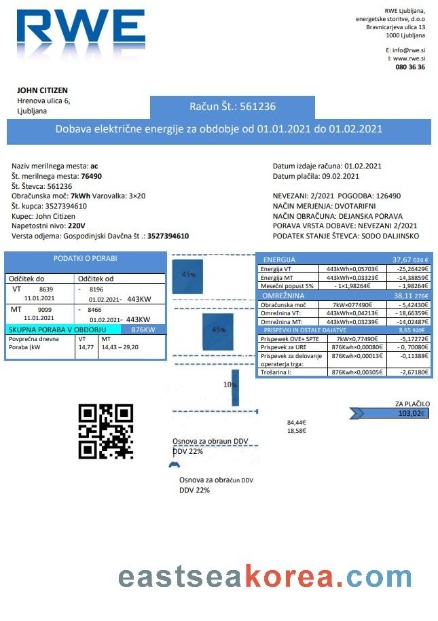 RWE
RWE Ljubljana,
energetske storitve, d.o.o
Bravnicarjeva ulica 13
1000 Ljubljana
E: info@rwe.si
I: www.rwe.si
080 36 36
JOHN CITIZEN
Hrenova ulica 6,
Ljubljana
Račun Št.: 561236
Dobava električne energije za obdobje od 01.01.2021 do 01.02.2021
Naziv merilnega mesta: ac
Št. merilnega mesta: 76490
Št. Števca: 561236
Obračunska moč: 7kWh Varovalka: 3×20
Št. kupca: 3527394610
Kupec: John Citizen
Napetostni nivo: 220V
Versta odjema: Gospodinjski Davčna št .: 3527394610
Datum izdaje računa: 01.02.2021
Datum plačila: 09.02.2021
NEVEZANI: 2/2021 POGODBA: 126490
NAČIN MERJENJA: DVOTARIFNI
NAČIN OBRAČUNA: DEJANSKA PORAVA
PORAVA VRSTA DOBAVE: NEVEZANI 2/2021
PODATEK STANJE ŠTEVCA: SODO DALJINSKO
PODATKI O PORABI
Odčitek do Odčitek od
VT 8639 - 8196
11.01.2021 01.02.2021- 443KW
MT 9099 - 8466
11.01.2021 01.02.2021- 443KW
SKUPNA PORABA V OBDOBJU 876KW
Povprečna dnevna VT MT
Poraba |kW 14,77 14,43 – 29,20
45%
45%
10%
ENERGIJA 37,67 024 €
Energija VT 443kWh×0,05703€ -25,26429€
Energija MT 443kWh×0,03323€ -14,38859€
Mesečni popust 5% - 1×1,98264€ -1,98264€
OMREŽNINA 38,11 275€
Obračunska moč 7kW×077490€ - 5,42430€
Omrežnina VT 443kWh×0,04213€ -18,66359€
Omrežnina MT: -14,02487€
PRISPEVKI IN OSTALE DAJATVE
Prispevek OVE+ SPTE 7kW×0,77490€ -5,17272€
Prispevek za URE 876Kwh×0,00080€ - 0,70080€
Prispevek za delovanje 876Kwh×0,00013€ -0,11388€
operaterja trga:
Trošarina I: 876Kwh×0,00305€ -2,67180€
ZA PLAČILO
103,02€
84,44€
18,58€
Osnova za obraun DDV
DDV 22%
Osnova za obračun DDV
DDV 22%
eastseakorea.com